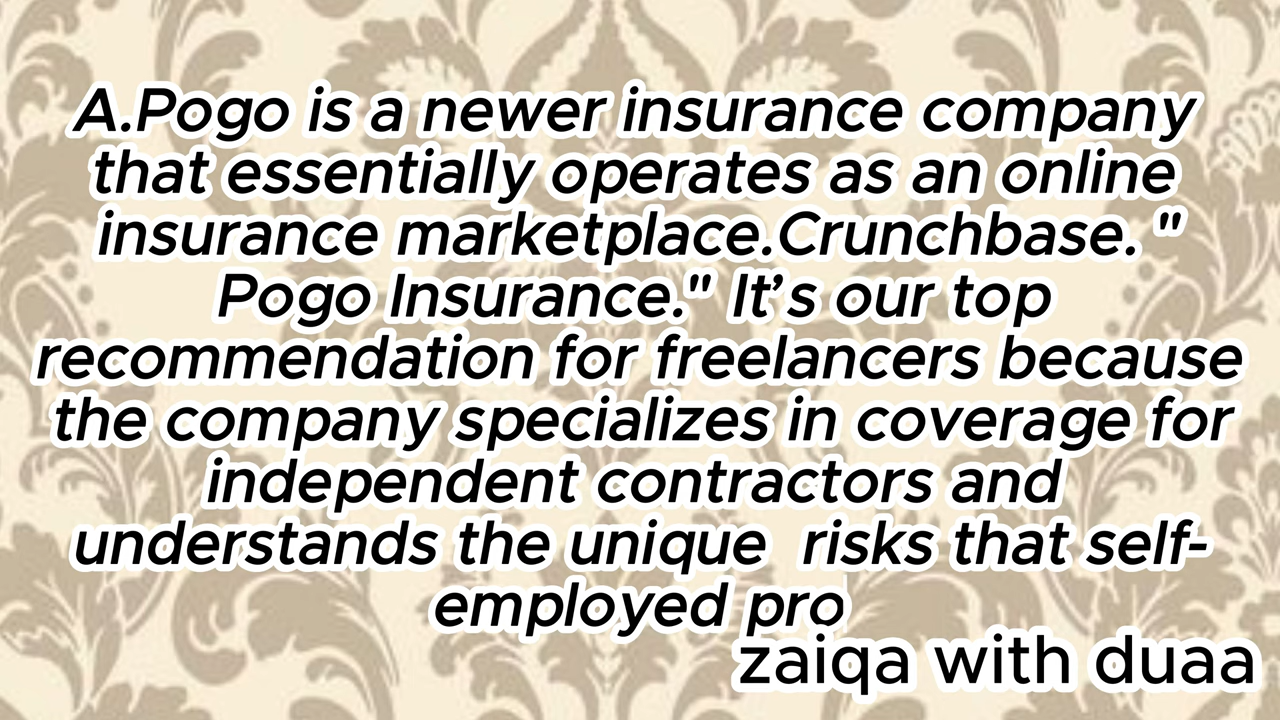 A.Pogo is a newer insurance company
that essentially operates as an online
insurance marketplace.Crunchbase. "
Pogo Insurance." It’s our top
recommendation for freelancers because
the company specializes in coverage for
independent contractors and
understands the unique  risks that self-
employed pro
zaiqa with duaa